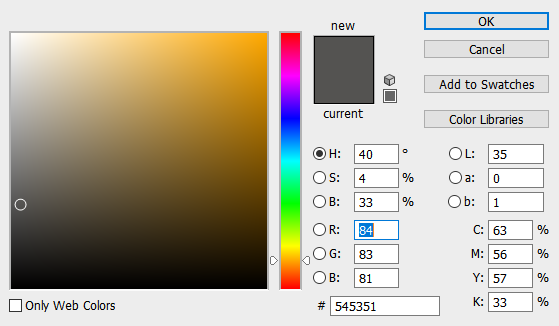 new
current
OK
Cancel
Add to Swatches
Color Libraries
H: 40 °
S: 4 %
B: 33 %
R: 84
G: 83
B: 81
# 545351
L: 35
a: 0
b: 1
C: 63 %
M: 56 %
Y: 57 %
K: 33 %
Only Web Colors